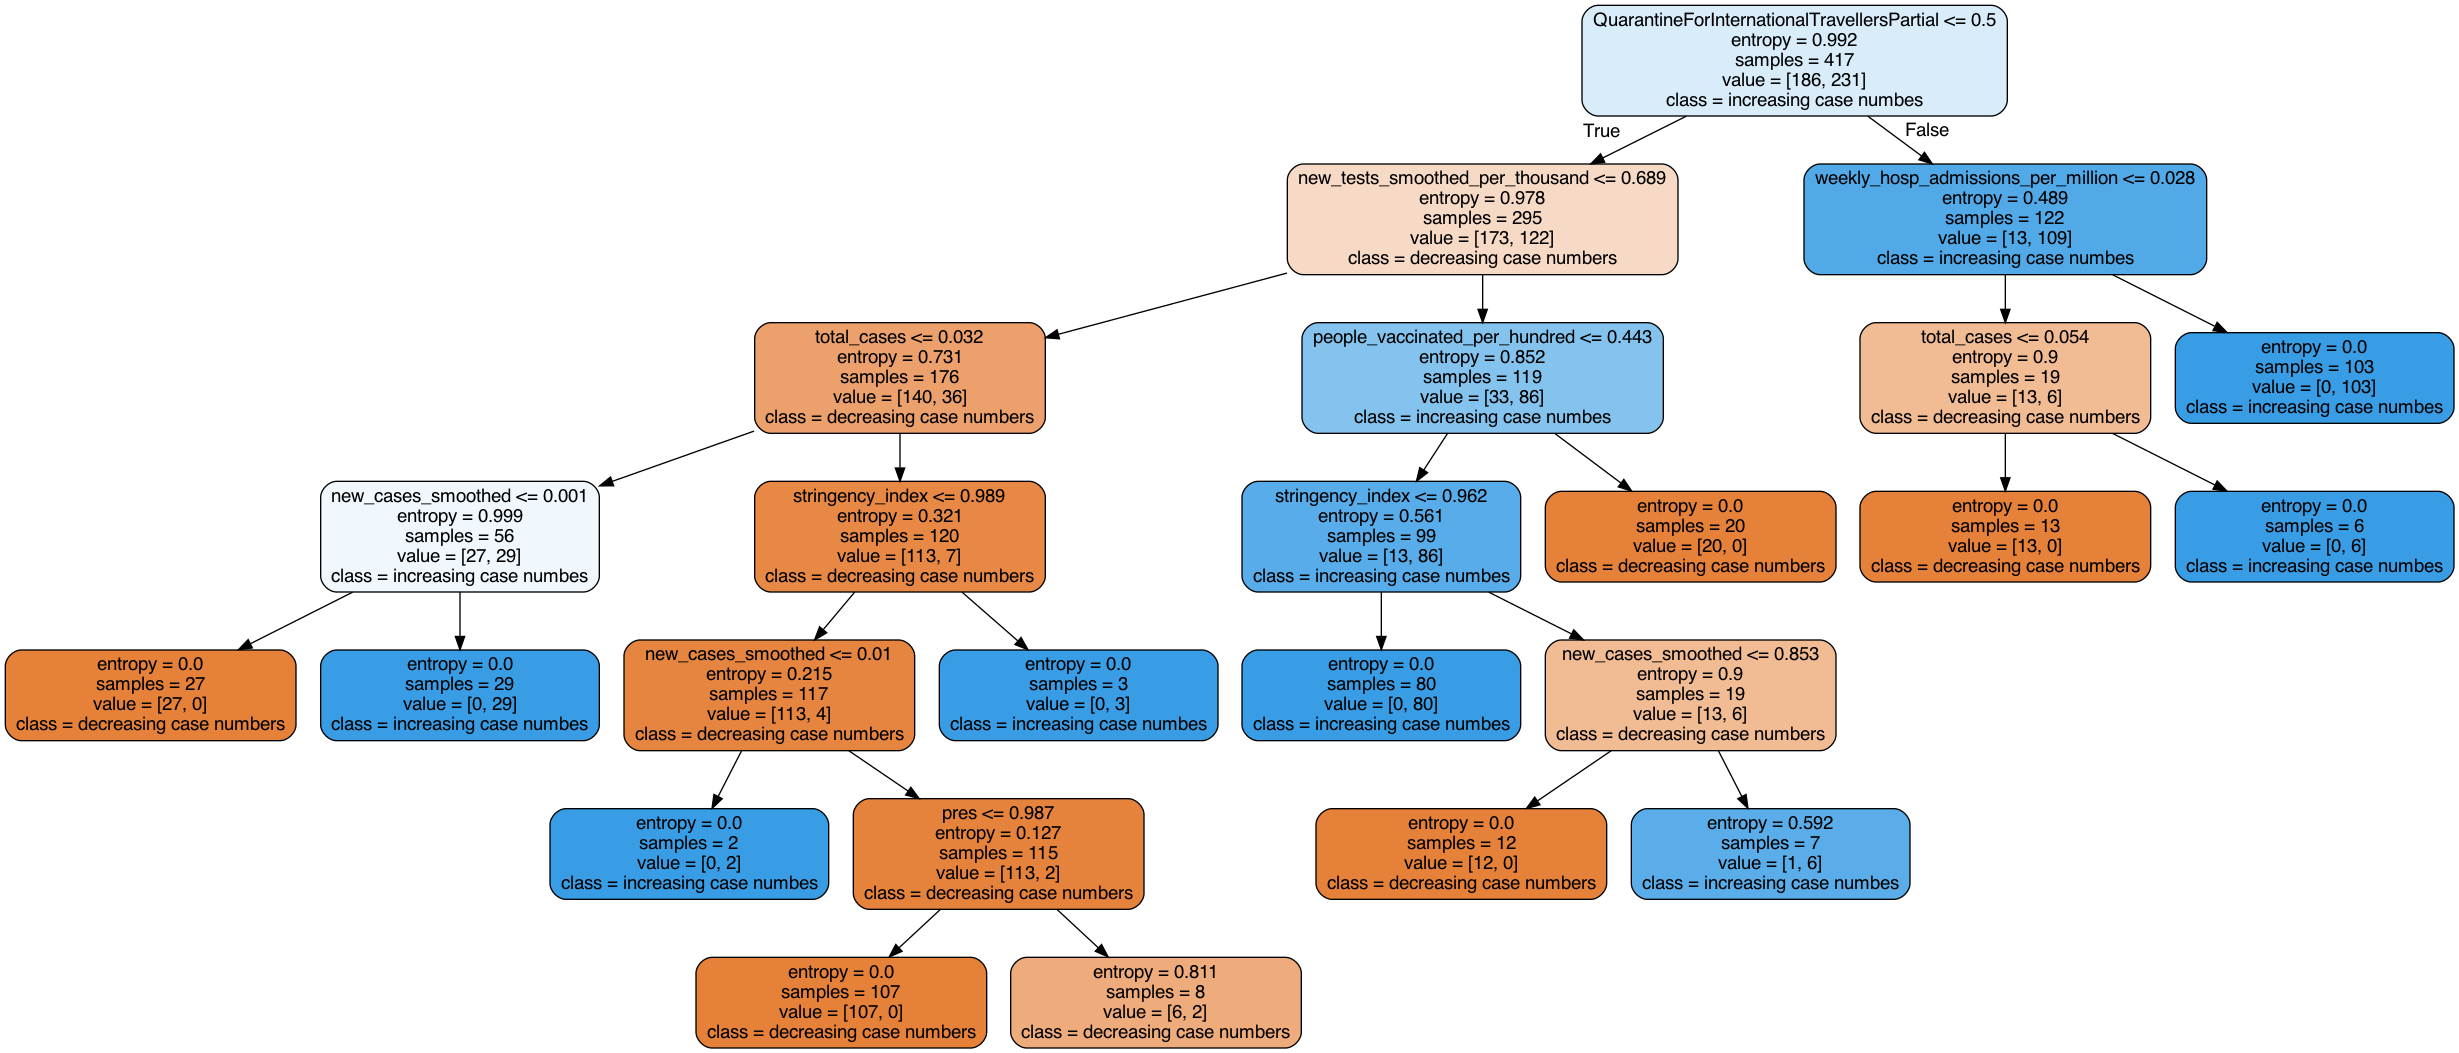 QuarantineForInternationalTravellersPartial <= 0.5
entropy = 0.992
samples = 417
value = [186, 231]
class = increasing case numbes
True
False
new_tests_smoothed_per_thousand <= 0.689
entropy = 0.978
samples = 295
value = [173, 122]
class = decreasing case numbers
weekly_hosp_admissions_per_million <= 0.028
entropy = 0.489
samples = 122
value = [13, 109]
class = increasing case numbes
total_cases <= 0.032
entropy = 0.731
samples = 176
value = [140, 36]
class = decreasing case numbers
people_vaccinated_per_hundred <= 0.443
entropy = 0.852
samples = 119
value = [33, 86]
class = increasing case numbes
total_cases <= 0.054
entropy = 0.9
samples = 19
value = [13, 6]
class = decreasing case numbers
entropy = 0.0
samples = 103
value = [0, 103]
class = increasing case numbes
new_cases_smoothed <= 0.001
entropy = 0.999
samples = 56
value = [27, 29]
class = increasing case numbes
stringency_index <= 0.989
entropy = 0.321
samples = 120
value = [113, 7]
class = decreasing case numbers
stringency_index <= 0.962
entropy = 0.561
samples = 99
value = [13, 86]
class = increasing case numbes
entropy = 0.0
samples = 20
value = [20, 0]
class = decreasing case numbers
entropy = 0.0
samples = 13
value = [13, 0]
class = decreasing case numbers
entropy = 0.0
samples = 6
value = [0, 6]
class = increasing case numbes
entropy = 0.0
samples = 27
value = [27, 0]
class = decreasing case numbers
entropy = 0.0
samples = 29
value = [0, 29]
class = increasing case numbes
new_cases_smoothed <= 0.01
entropy = 0.215
samples = 117
value = [113, 4]
class = decreasing case numbers
entropy = 0.0
samples = 3
value = [0, 3]
class = increasing case numbes
entropy = 0.0
samples = 80
value = [0, 80]
class = increasing case numbes
new_cases_smoothed <= 0.853
entropy = 0.9
samples = 19
value = [13, 6]
class = decreasing case numbers
entropy = 0.0
samples = 2
value = [0, 2]
class = increasing case numbes
pres <= 0.987
entropy = 0.127
samples = 115
value = [113, 2]
class = decreasing case numbers
entropy = 0.0
samples = 12
value = [12, 0]
class = decreasing case numbers
entropy = 0.592
samples = 7
value = [1, 6]
class = increasing case numbes
entropy = 0.0
samples = 107
value = [107, 0]
class = decreasing case numbers
entropy = 0.811
samples = 8
value = [6, 2]
class = decreasing case numbers